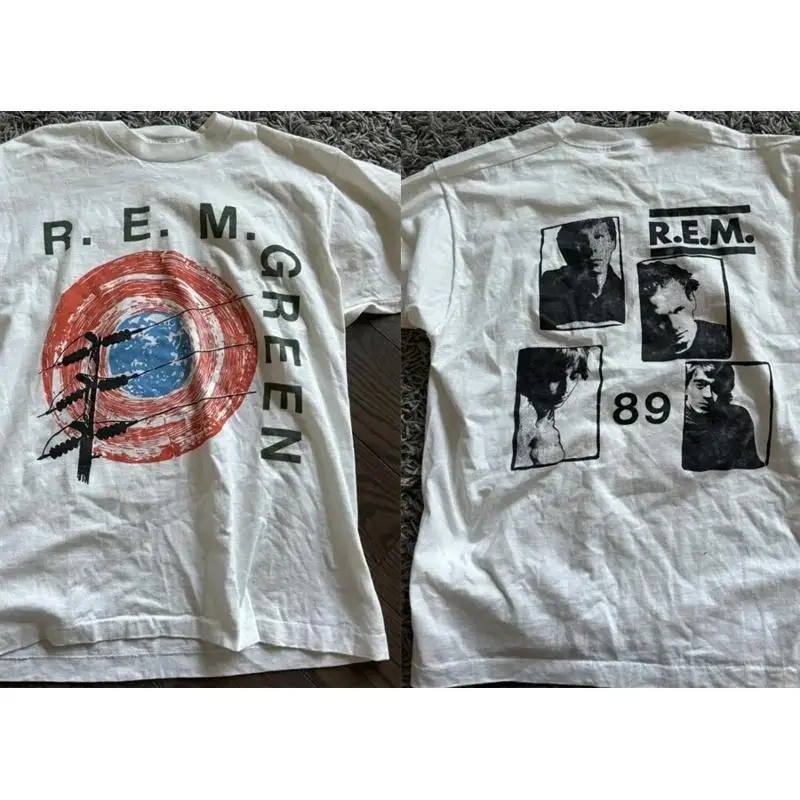 R. E. M.
GREEN
R.E.M.
89